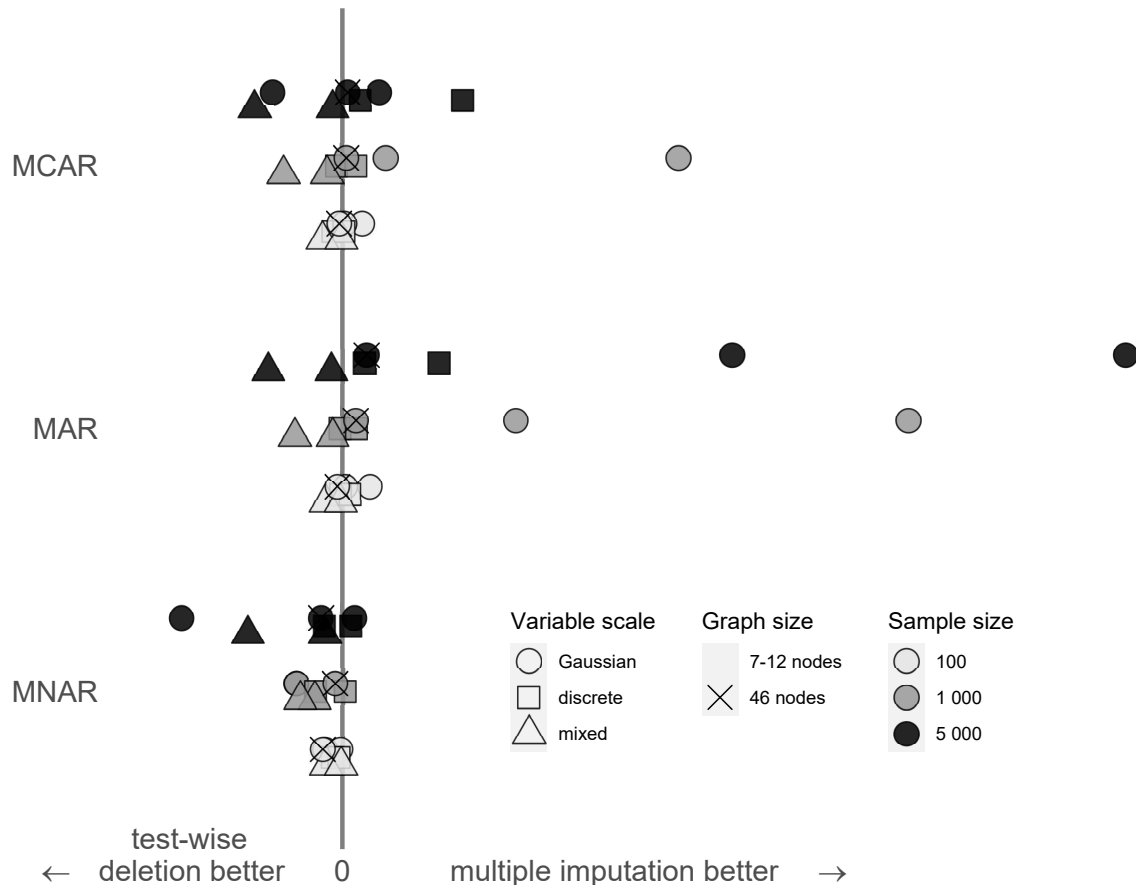 MCAR
MAR
MNAR
Variable scale
Gaussian
discrete
mixed
Graph size
7-12 nodes
46 nodes
Sample size
100
1 000
5 000
test-wise
← deletion better
0
multiple imputation better →